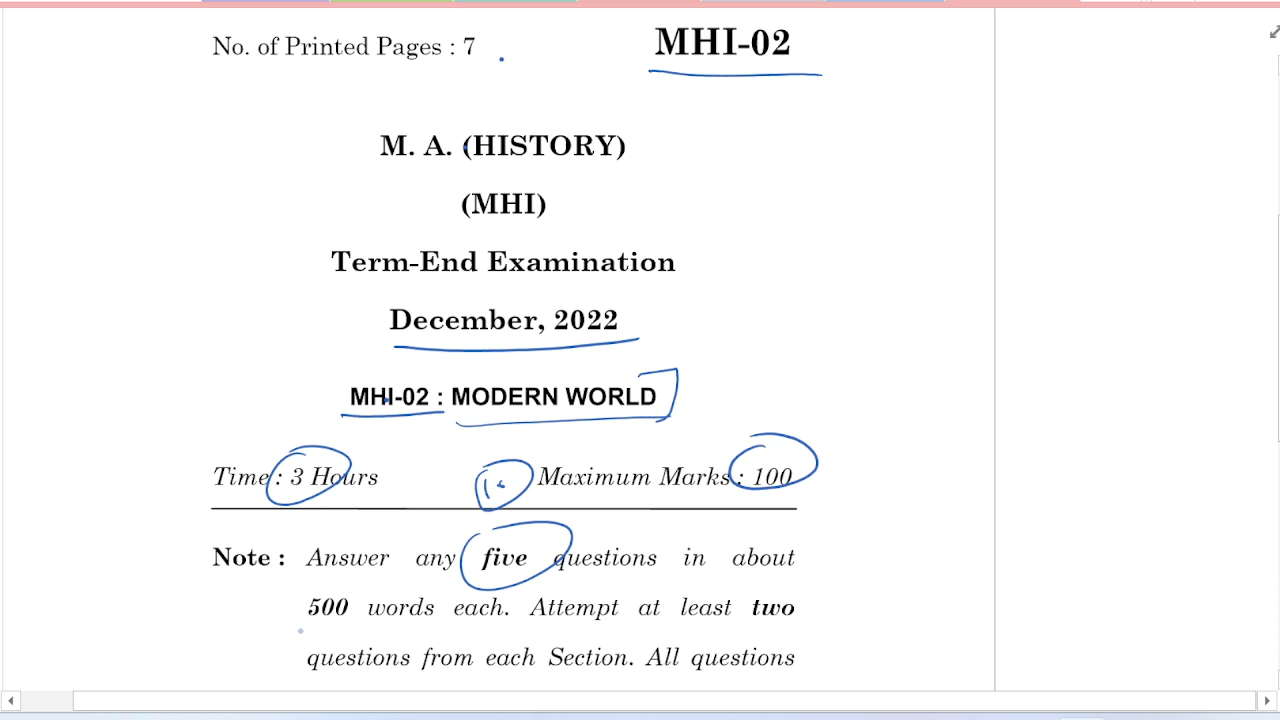 No. of Printed Pages : 7
MHI-02
M. A. (HISTORY)
(MHI)
Term-End Examination
December, 2022
MHI-02 : MODERN WORLD
Time : 3 Hours
Maximum Marks : 100
Note : Answer any five questions in about
500 words each. Attempt at least two
questions from each Section. All questions